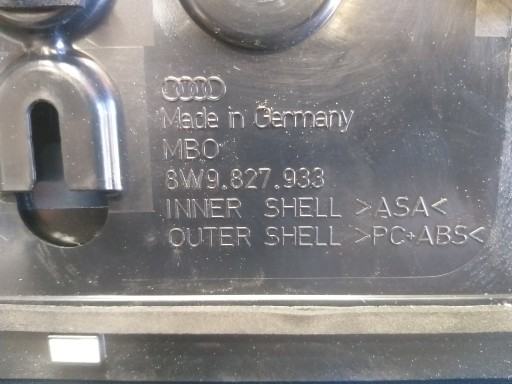 Made in Germany
MBO
8W9.827.933
INNER SHELL >ASA<
OUTER SHELL >PC+ABS<